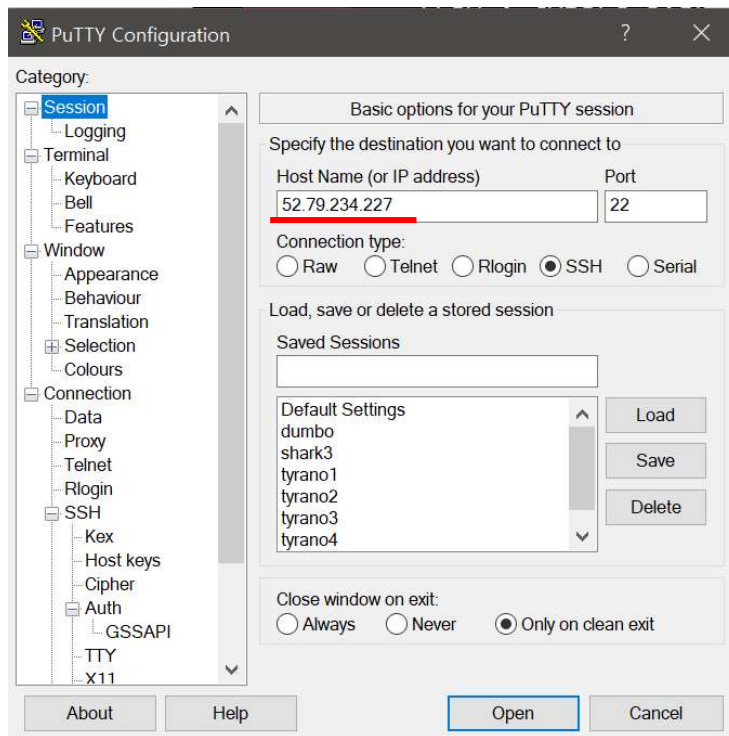 PuTTY Configuration
?
Category:
Session
Logging
Terminal
Keyboard
Bell
Features
Window
Appearance
Behaviour
Translation
Selection
Colours
Connection
Data
Proxy
Telnet
Rlogin
SSH
Kex
Host keys
Cipher
Auth
GSSAPI
TTY
X11
Basic options for your PuTTY session
Specify the destination you want to connect to
Host Name (or IP address) Port
52.79.234.227 22
Connection type:
Raw Telnet Rlogin SSH Serial
Load, save or delete a stored session
Saved Sessions
Default Settings
dumbo
shark3
tyrano1
tyrano2
tyrano3
tyrano4
Load
Save
Delete
Close window on exit:
Always Never Only on clean exit
About Help Open Cancel